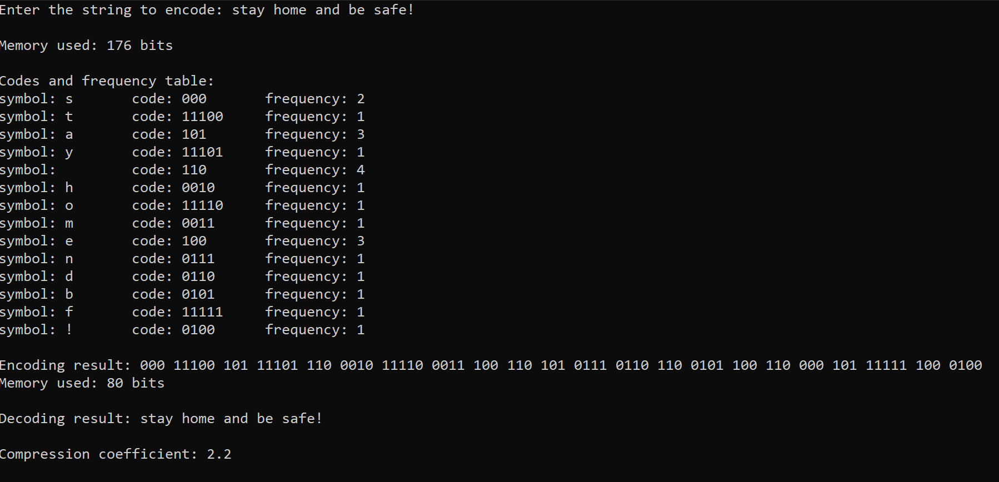 Enter the string to encode: stay home and be safe!
Memory used: 176 bits
Codes and frequency table:
symbol: s code: 000 frequency: 2
symbol: t code: 11100 frequency: 1
symbol: a code: 101 frequency: 3
symbol: y code: 11101 frequency: 1
symbol: code: 110 frequency: 4
symbol: h code: 0010 frequency: 1
symbol: o code: 11110 frequency: 1
symbol: m code: 0011 frequency: 1
symbol: e code: 100 frequency: 3
symbol: n code: 0111 frequency: 1
symbol: d code: 0110 frequency: 1
symbol: b code: 0101 frequency: 1
symbol: f code: 11111 frequency: 1
symbol: ! code: 0100 frequency: 1
Encoding result: 000 11100 101 11101 110 0010 11110 0011 100 110 101 0111 0110 110 0101 100 110 000 101 11111 100 0100
Memory used: 80 bits
Decoding result: stay home and be safe!
Compression coefficient: 2.2